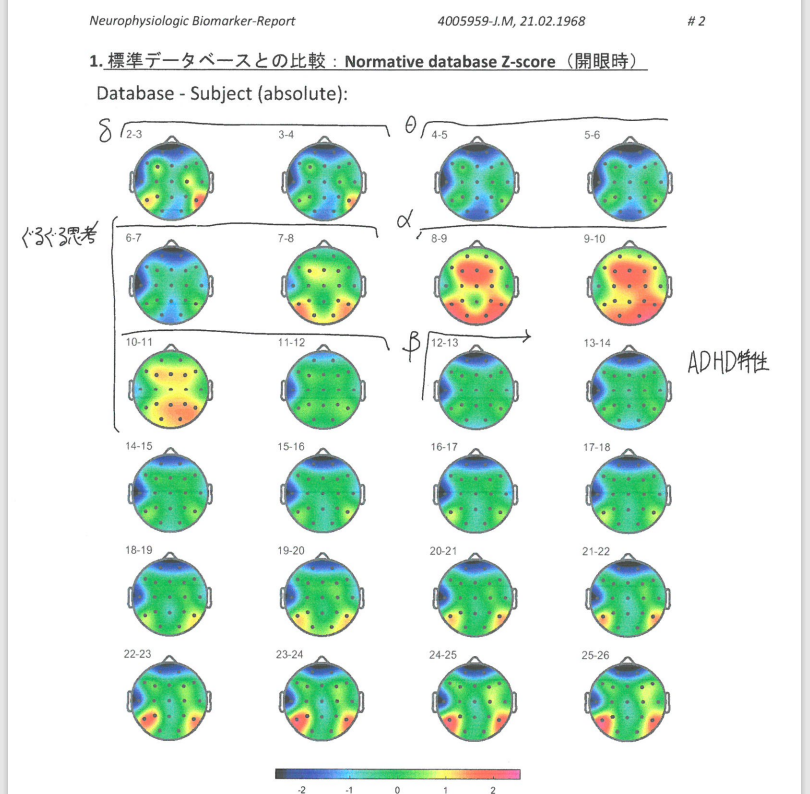 Neurophysiologic Biomarker-Report 4005959-J.M, 21.02.1968 # 2
1. 標準データベースとの比較 : Normative database Z-score（開眼時）
Database - Subject (absolute):
δ θ
2-3 3-4 4-5 5-6
ぐるぐる思考 α
6-7 7-8 8-9 9-10
β
10-11 11-12 12-13 13-14
ADHD特性
14-15 15-16 16-17 17-18
18-19 19-20 20-21 21-22
22-23 23-24 24-25 25-26
-2 -1 0 1 2